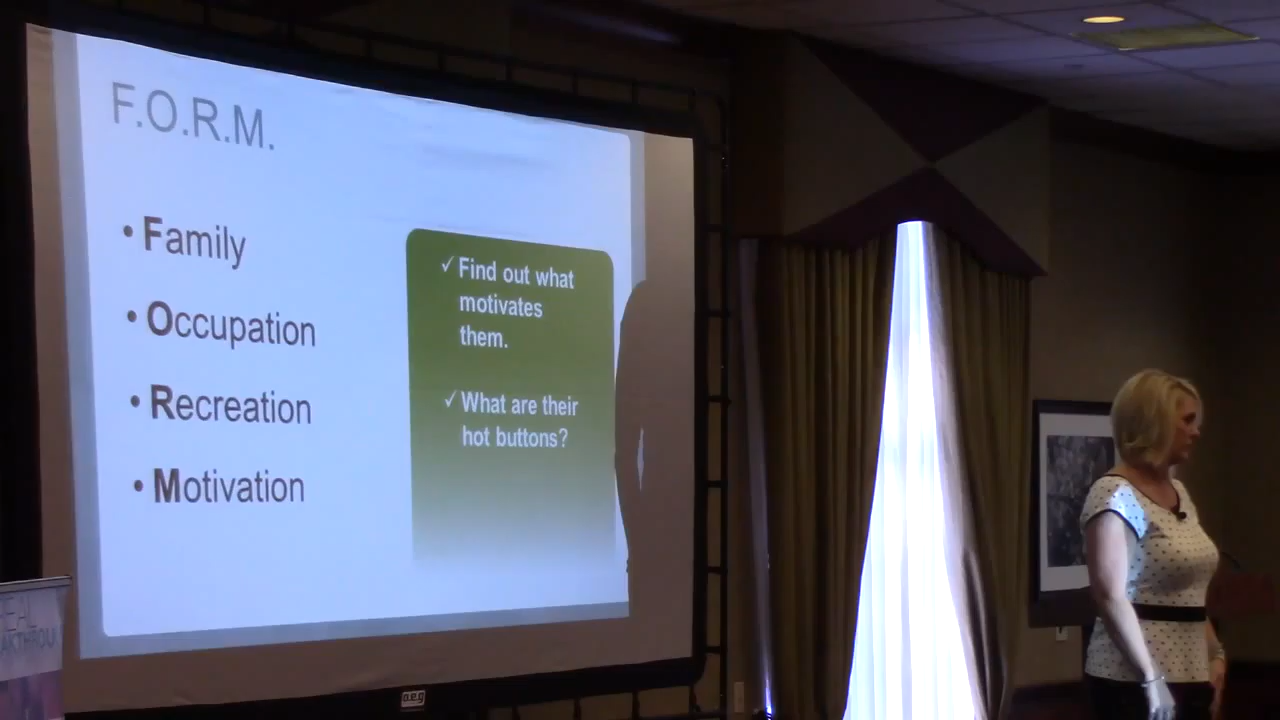 F.O.R.M.
• Family
• Occupation
• Recreation
• Motivation
✓ Find out what
motivates
them.
✓ What are their
hot buttons?